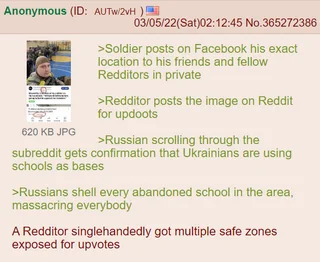 Anonymous (ID: AUTw/2vH )
03/05/22(Sat)02:12:45 No.365272386
>Soldier posts on Facebook his exact
location to his friends and fellow
Redditors in private
>Redditor posts the image on Reddit
for updoots
620 KB JPG
>Russian scrolling through the
subreddit gets confirmation that Ukrainians are using
schools as bases
>Russians shell every abandoned school in the area,
massacring everybody
A Redditor singlehandedly got multiple safe zones
exposed for upvotes